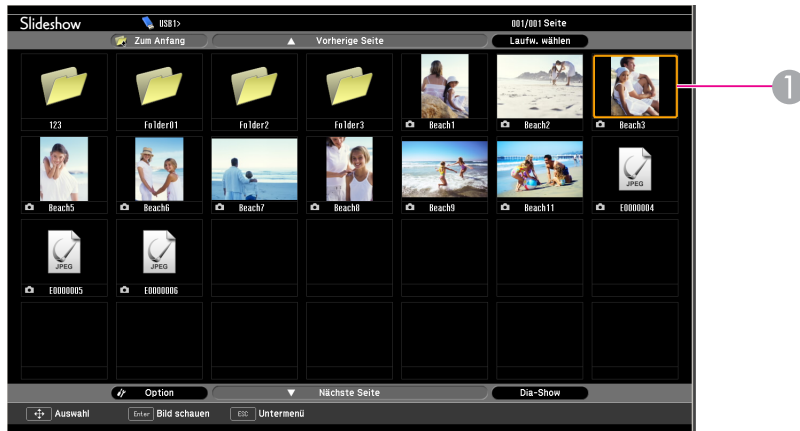 Slideshow USB1> 001/001 Seite
Zum Anfang ▲ Vorherige Seite Laufw. wählen
123 Folder01 Folder2 Folder3 Beach1 Beach2 Beach3
1
Beach5 Beach6 Beach7 Beach8 Beach9 Beach11 E0000004
JPEG
JPEG JPEG
E0000005 E0000006
Option ▼ Nächste Seite Dia-Show
Auswahl Enter Bild schauen ESC Untermenü